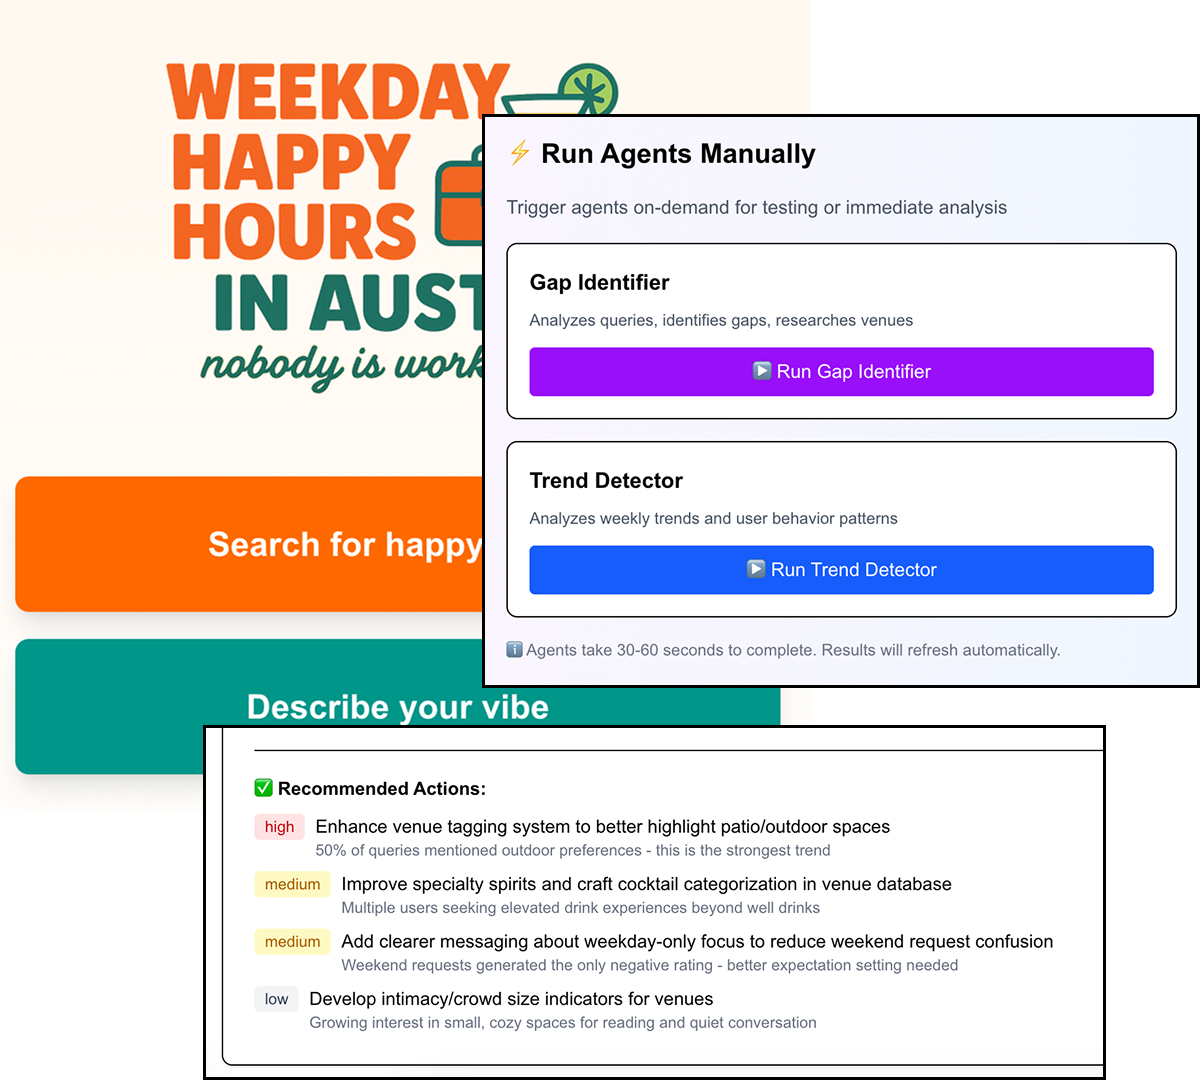 WEEKDAY
HAPPY
HOURS
IN AUST
nobody is work
Search for happy
Describe your vibe
⚡ Run Agents Manually
Trigger agents on-demand for testing or immediate analysis
Gap Identifier
Analyzes queries, identifies gaps, researches venues
▶️ Run Gap Identifier
Trend Detector
Analyzes weekly trends and user behavior patterns
▶️ Run Trend Detector
ℹ️ Agents take 30-60 seconds to complete. Results will refresh automatically.
✅ Recommended Actions:
high Enhance venue tagging system to better highlight patio/outdoor spaces
50% of queries mentioned outdoor preferences - this is the strongest trend
medium Improve specialty spirits and craft cocktail categorization in venue database
Multiple users seeking elevated drink experiences beyond well drinks
medium Add clearer messaging about weekday-only focus to reduce weekend request confusion
Weekend requests generated the only negative rating - better expectation setting needed
low Develop intimacy/crowd size indicators for venues
Growing interest in small, cozy spaces for reading and quiet conversation